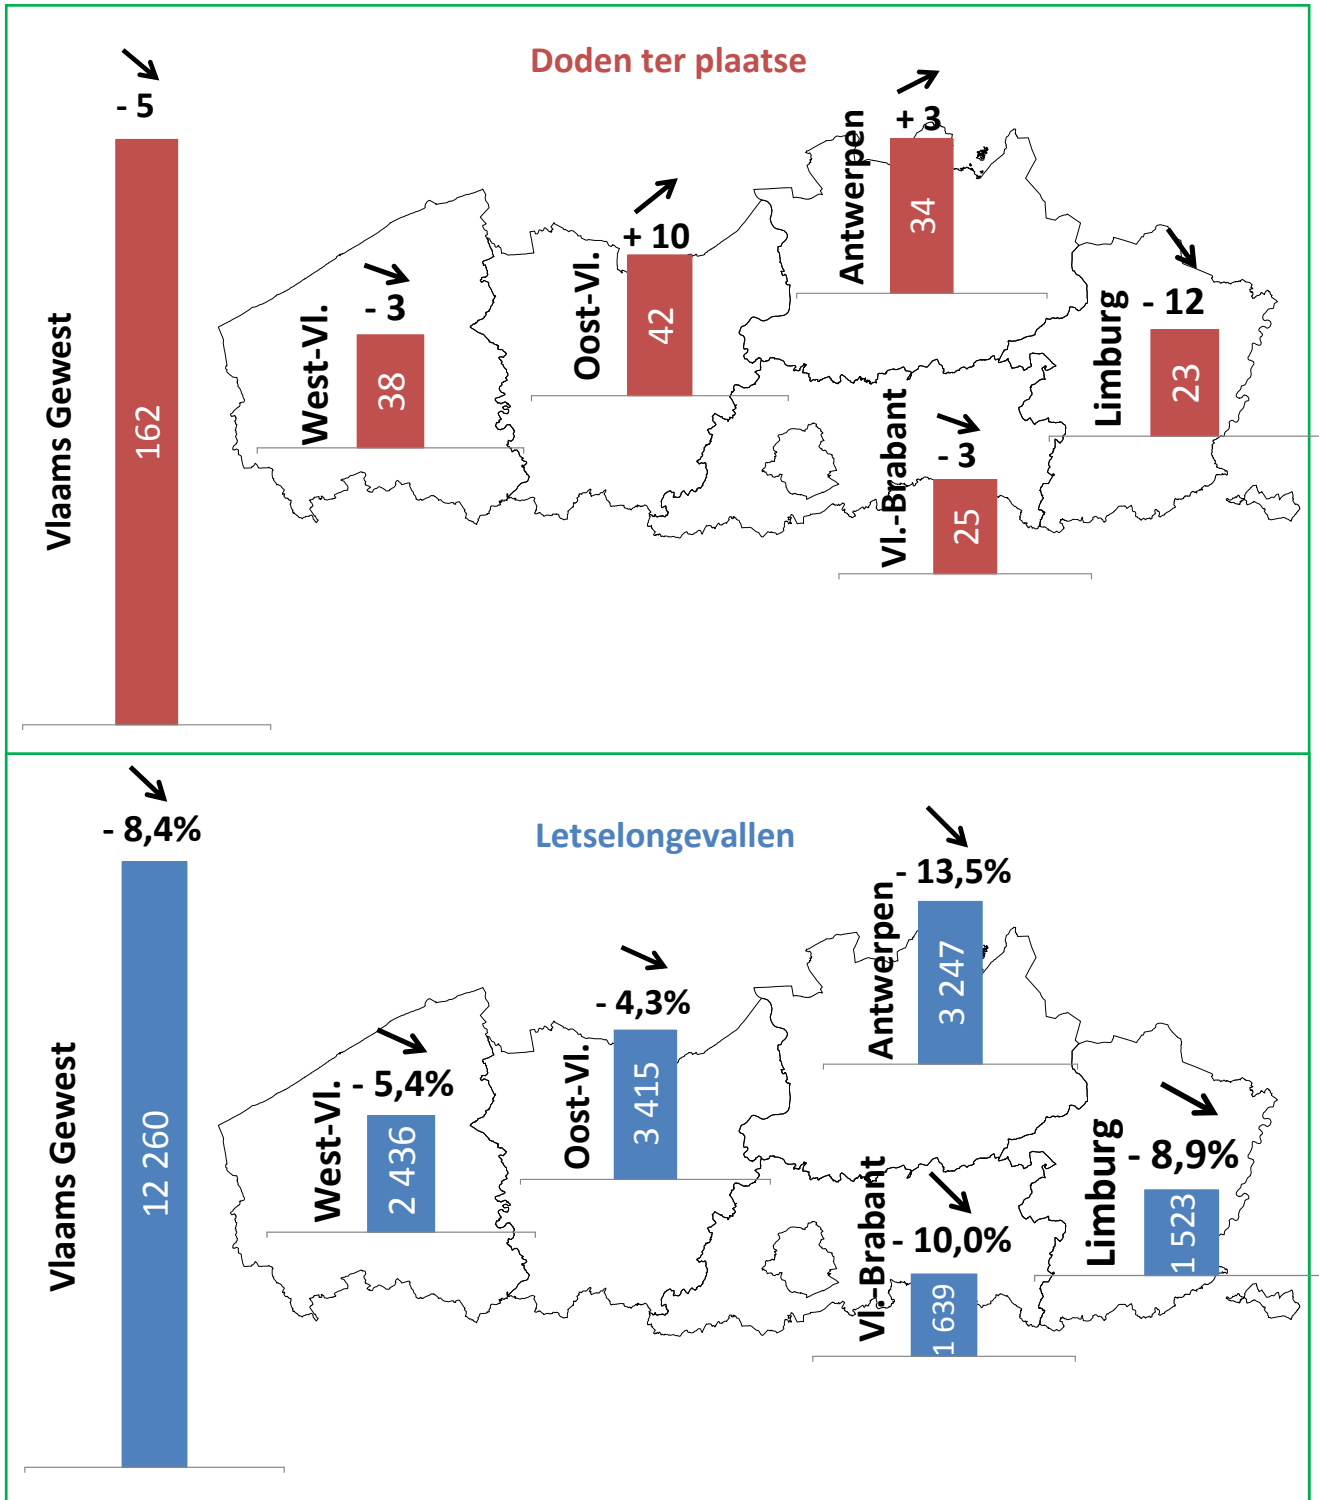 Doden ter plaatse
- 5
Vlaams Gewest
162
- 3
West-Vl.
38
+ 10
Oost-Vl.
42
+ 3
Antwerpen
34
- 3
Vl.-Brabant
25
- 12
Limburg
23
Letselongevallen
- 8,4%
Vlaams Gewest
12 260
- 5,4%
West-Vl.
2 436
- 4,3%
Oost-Vl.
3 415
- 13,5%
Antwerpen
3 247
- 10,0%
Vl.-Brabant
1 639
- 8,9%
Limburg
1 523